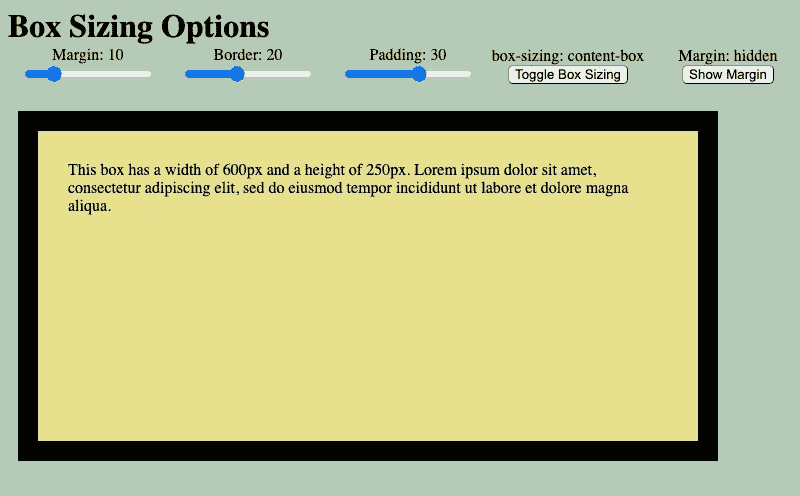 Box Sizing Options
Margin: 10
Border: 20
Padding: 30
box-sizing: content-box
Margin: hidden
Toggle Box Sizing
Show Margin
This box has a width of 600px and a height of 250px. Lorem ipsum dolor sit amet,
consectetur adipiscing elit, sed do eiusmod tempor incididunt ut labore et dolore magna
aliqua.